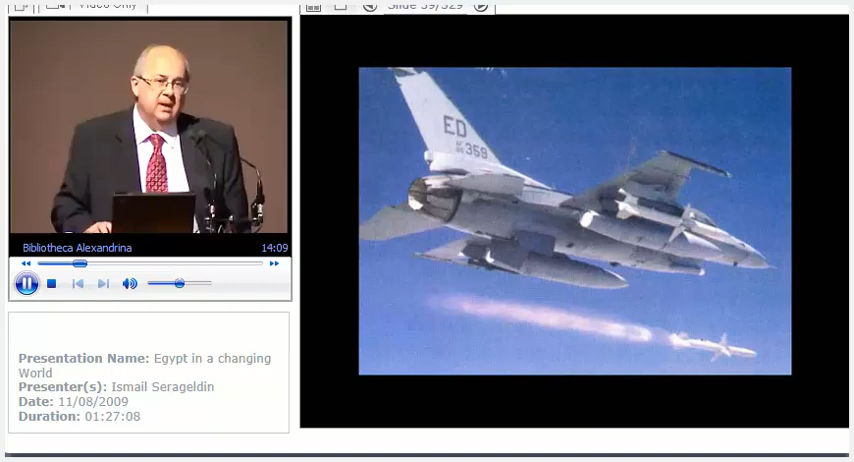 Video Only
Slide 39/329
ED
AF
359
Bibliotheca Alexandrina 14:09
Presentation Name: Egypt in a changing
World
Presenter(s): Ismail Serageldin
Date: 11/08/2009
Duration: 01:27:08